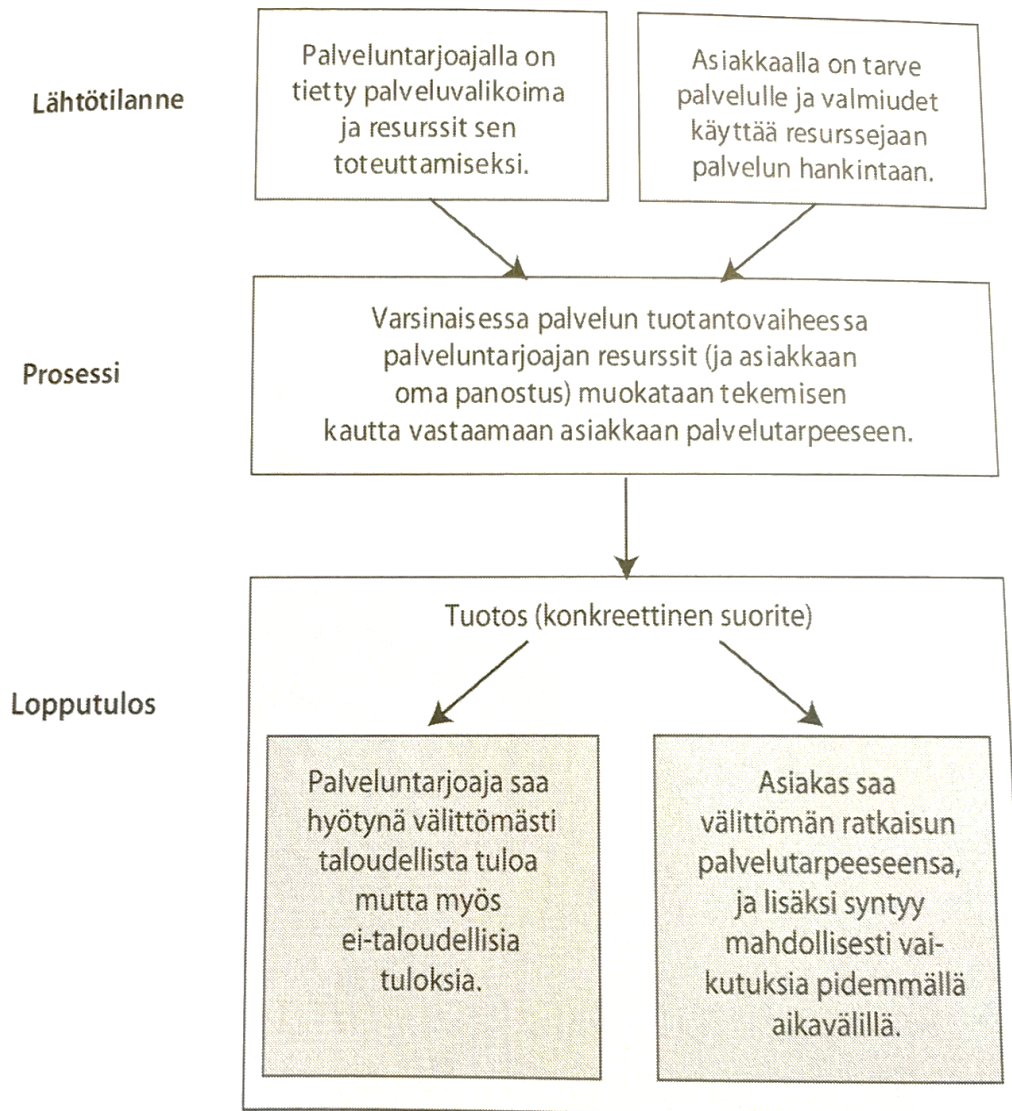 Lähtötilanne
Palveluntarjoajalla on
tietty palveluvalikoima
ja resurssit sen
toteuttamiseksi.
Asiakkaalla on tarve
palvelulle ja valmiudet
käyttää resurssejaan
palvelun hankintaan.
Prosessi
Varsinaisessa palvelun tuotantovaiheessa
palveluntarjoajan resurssit (ja asiakkaan
oma panostus) muokataan tekemisen
kautta vastaamaan asiakkaan palvelutarpeeseen.
Lopputulos
Tuotos (konkreettinen suorite)
Palveluntarjoaja saa
hyötynä välittömästi
taloudellista tuloa
mutta myös
ei-taloudellisia
tuloksia.
Asiakas saa
välittömän ratkaisun
palvelutarpeeseensa,
ja lisäksi syntyy
mahdollisesti vai-
kutuksia pidemmällä
aikavälillä.